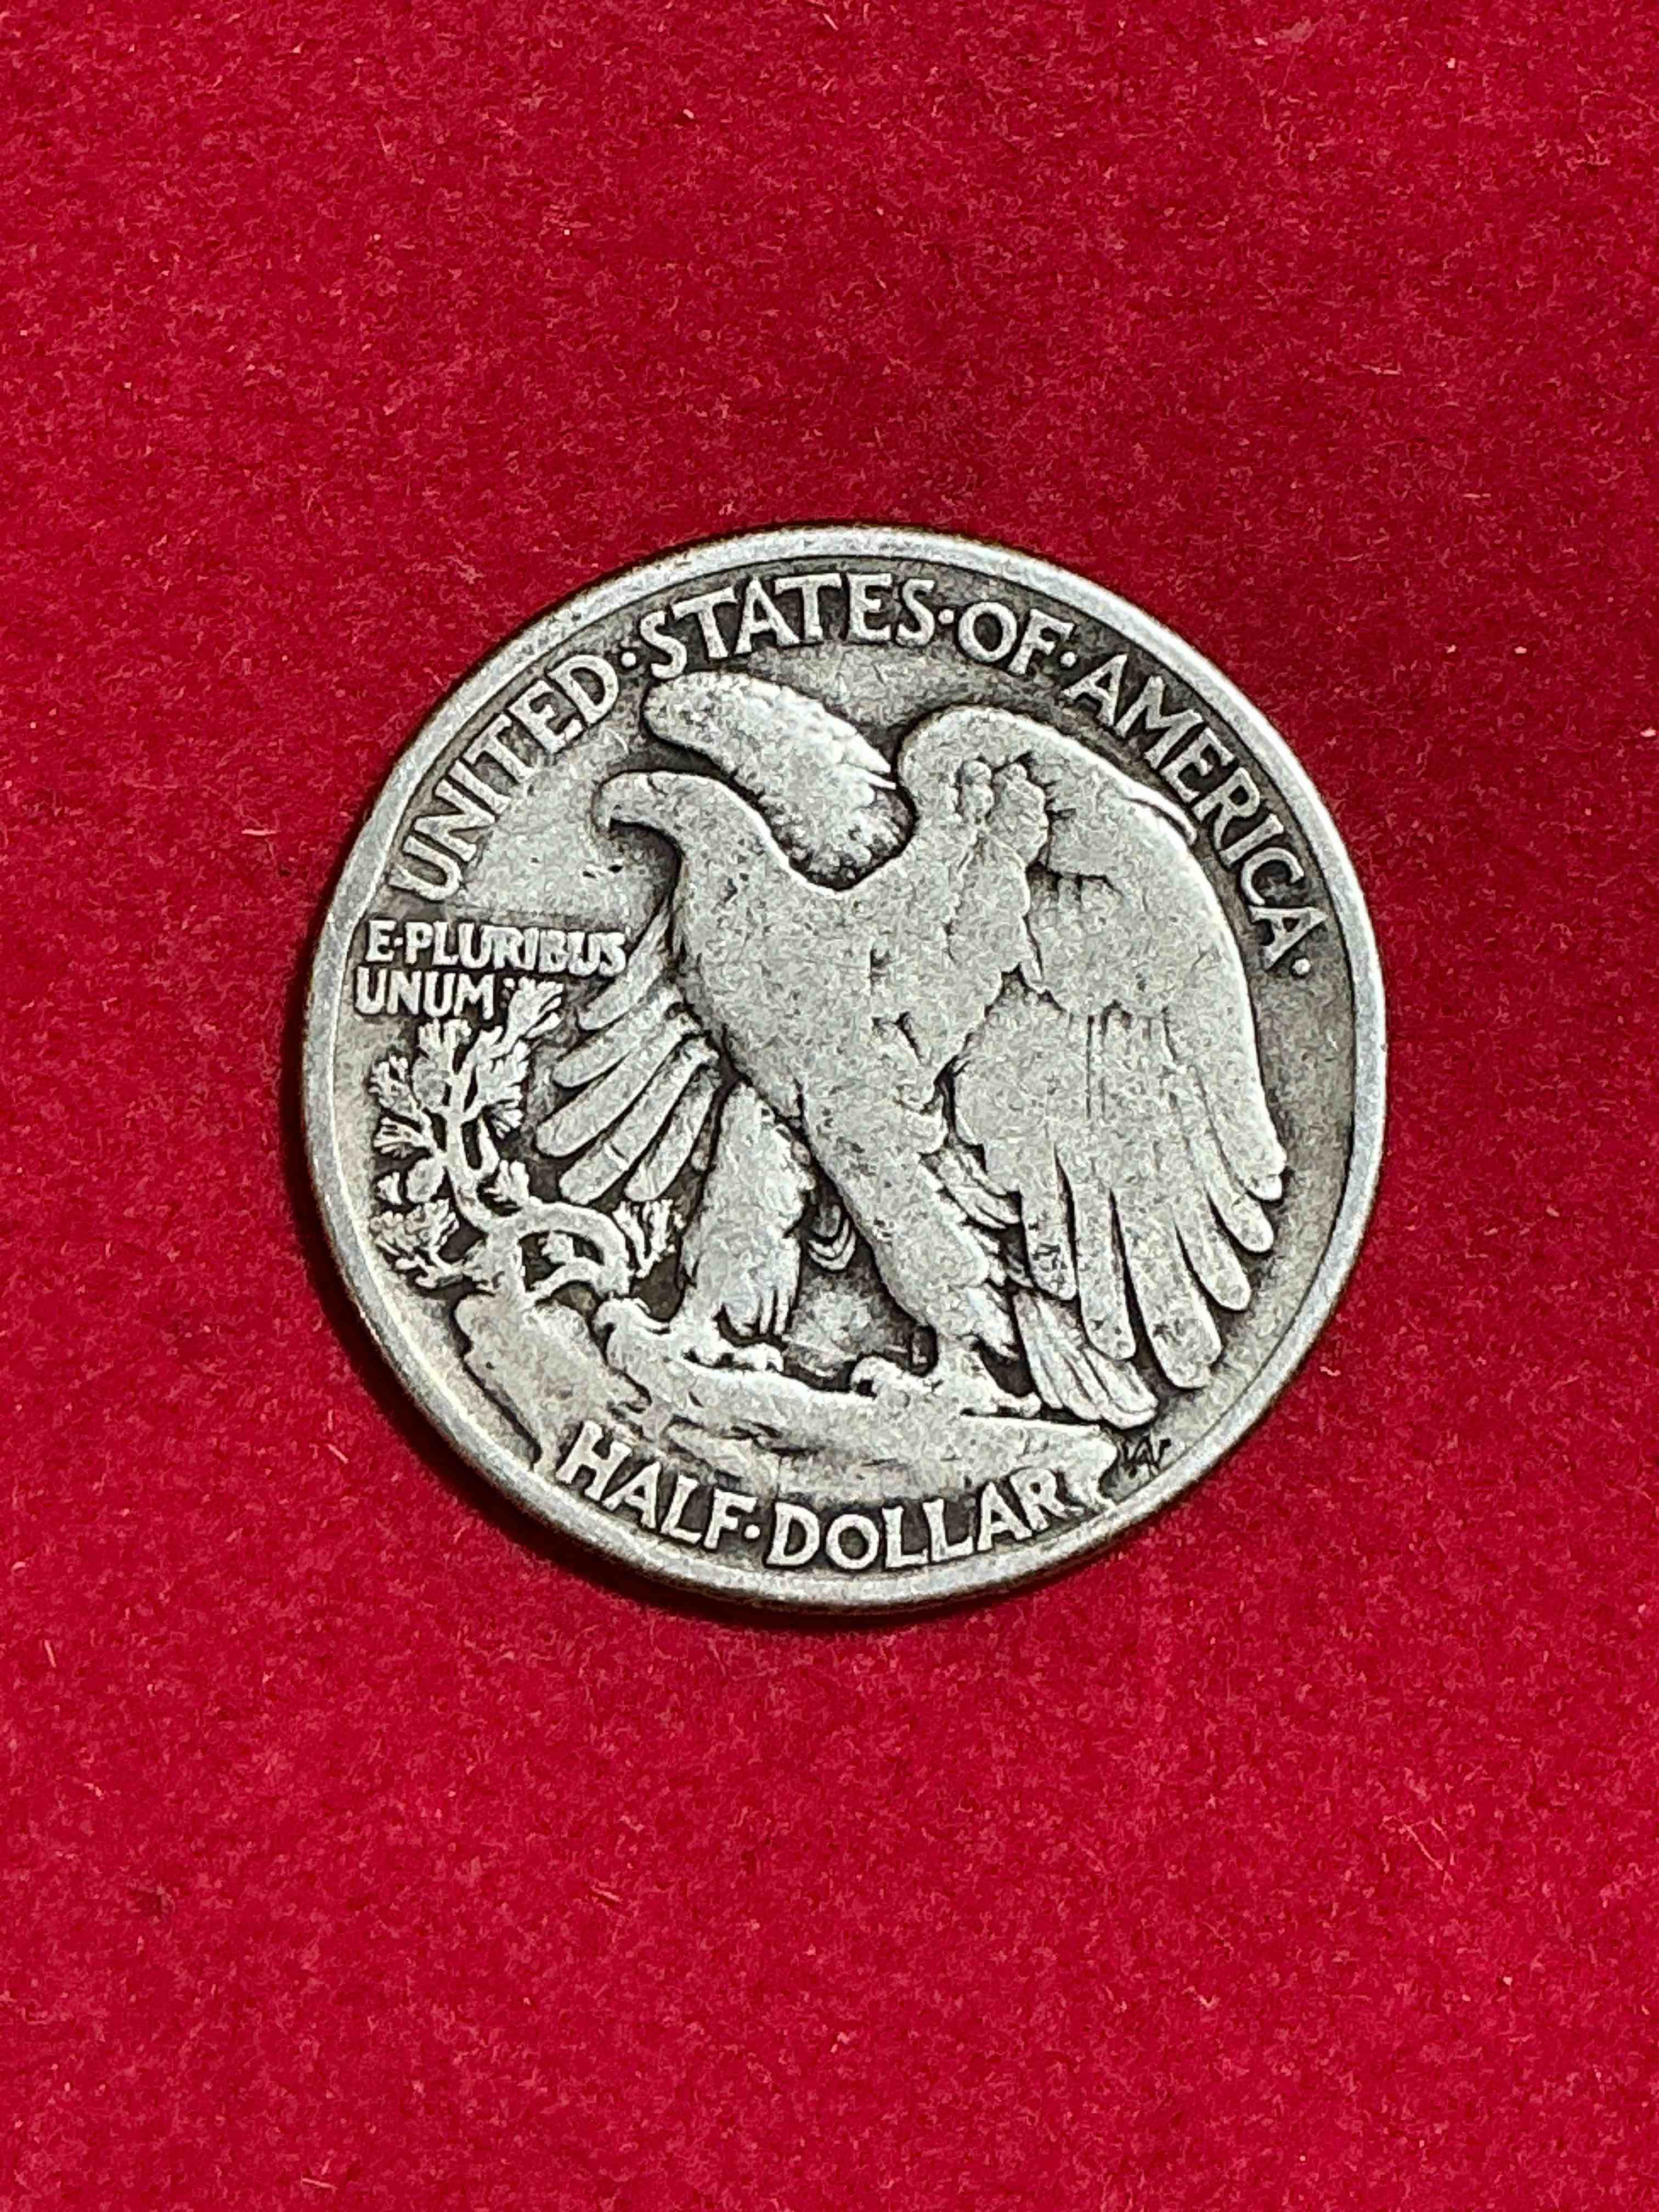 UNITED·STATES·OF·AMERICA·
E·PLURIBUS
UNUM
HALF·DOLLAR